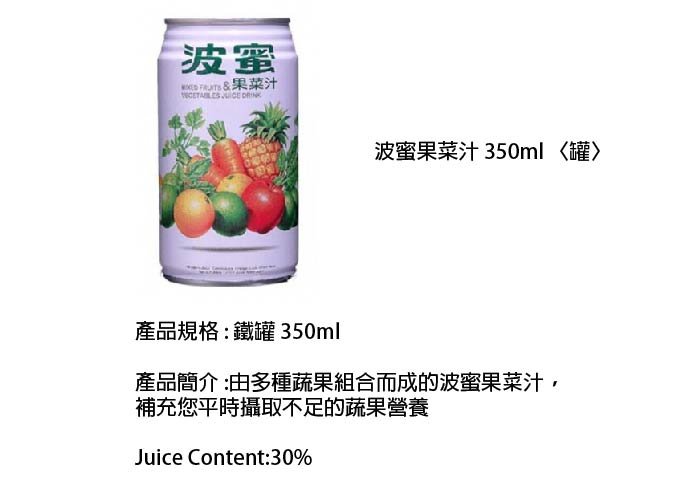 波蜜
MIXED FRUITS & 果菜汁
VEGETABLES JUICE DRINK
波蜜果菜汁 350ml〈罐〉
產品規格 : 鐵罐 350ml
產品簡介 :由多種蔬果組合而成的波蜜果菜汁，
補充您平時攝取不足的蔬果營養
Juice Content:30%